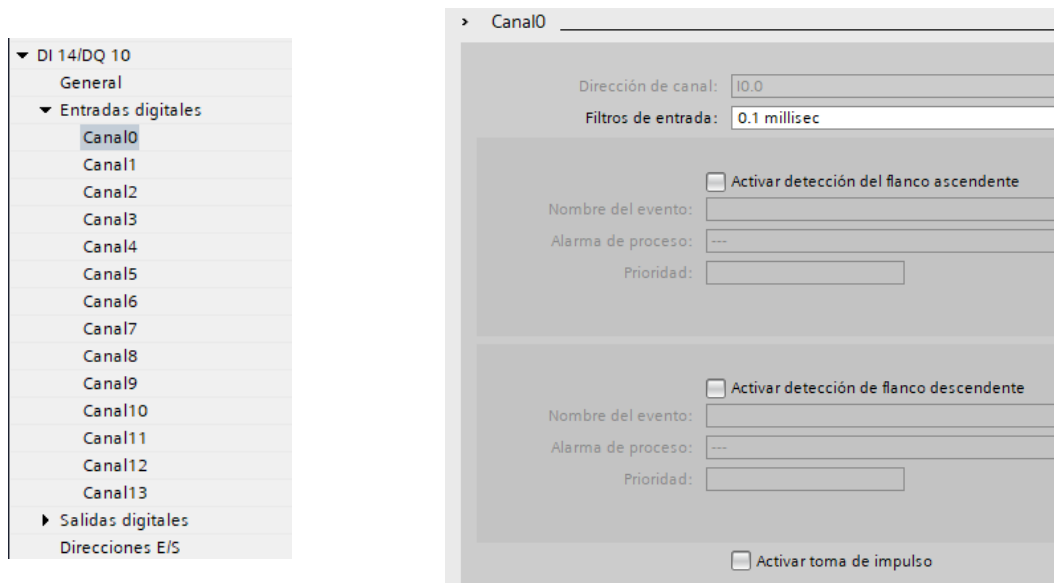 DI 14/DQ 10
General
Entradas digitales
Canal0
Canal1
Canal2
Canal3
Canal4
Canal5
Canal6
Canal7
Canal8
Canal9
Canal10
Canal11
Canal12
Canal13
Salidas digitales
Direcciones E/S
Canal0
Dirección de canal: I0.0
Filtros de entrada: 0.1 millisec
Activar detección del flanco ascendente
Nombre del evento:
Alarma de proceso: ---
Prioridad:
Activar detección de flanco descendente
Nombre del evento:
Alarma de proceso: ---
Prioridad:
Activar toma de impulso